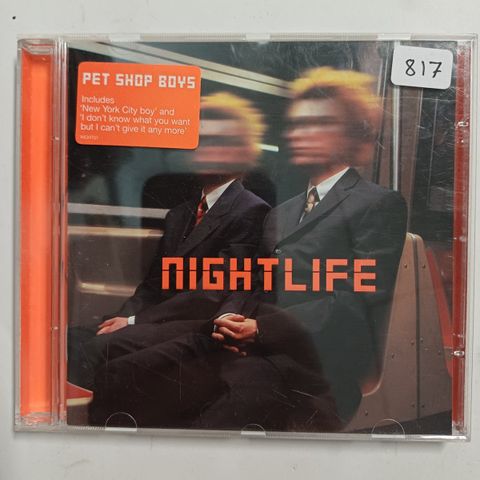 PET SHOP BOYS
Includes
'New York City boy' and
'I don't know what you want
but I can't give it any more'
817
NIGHTLIFE